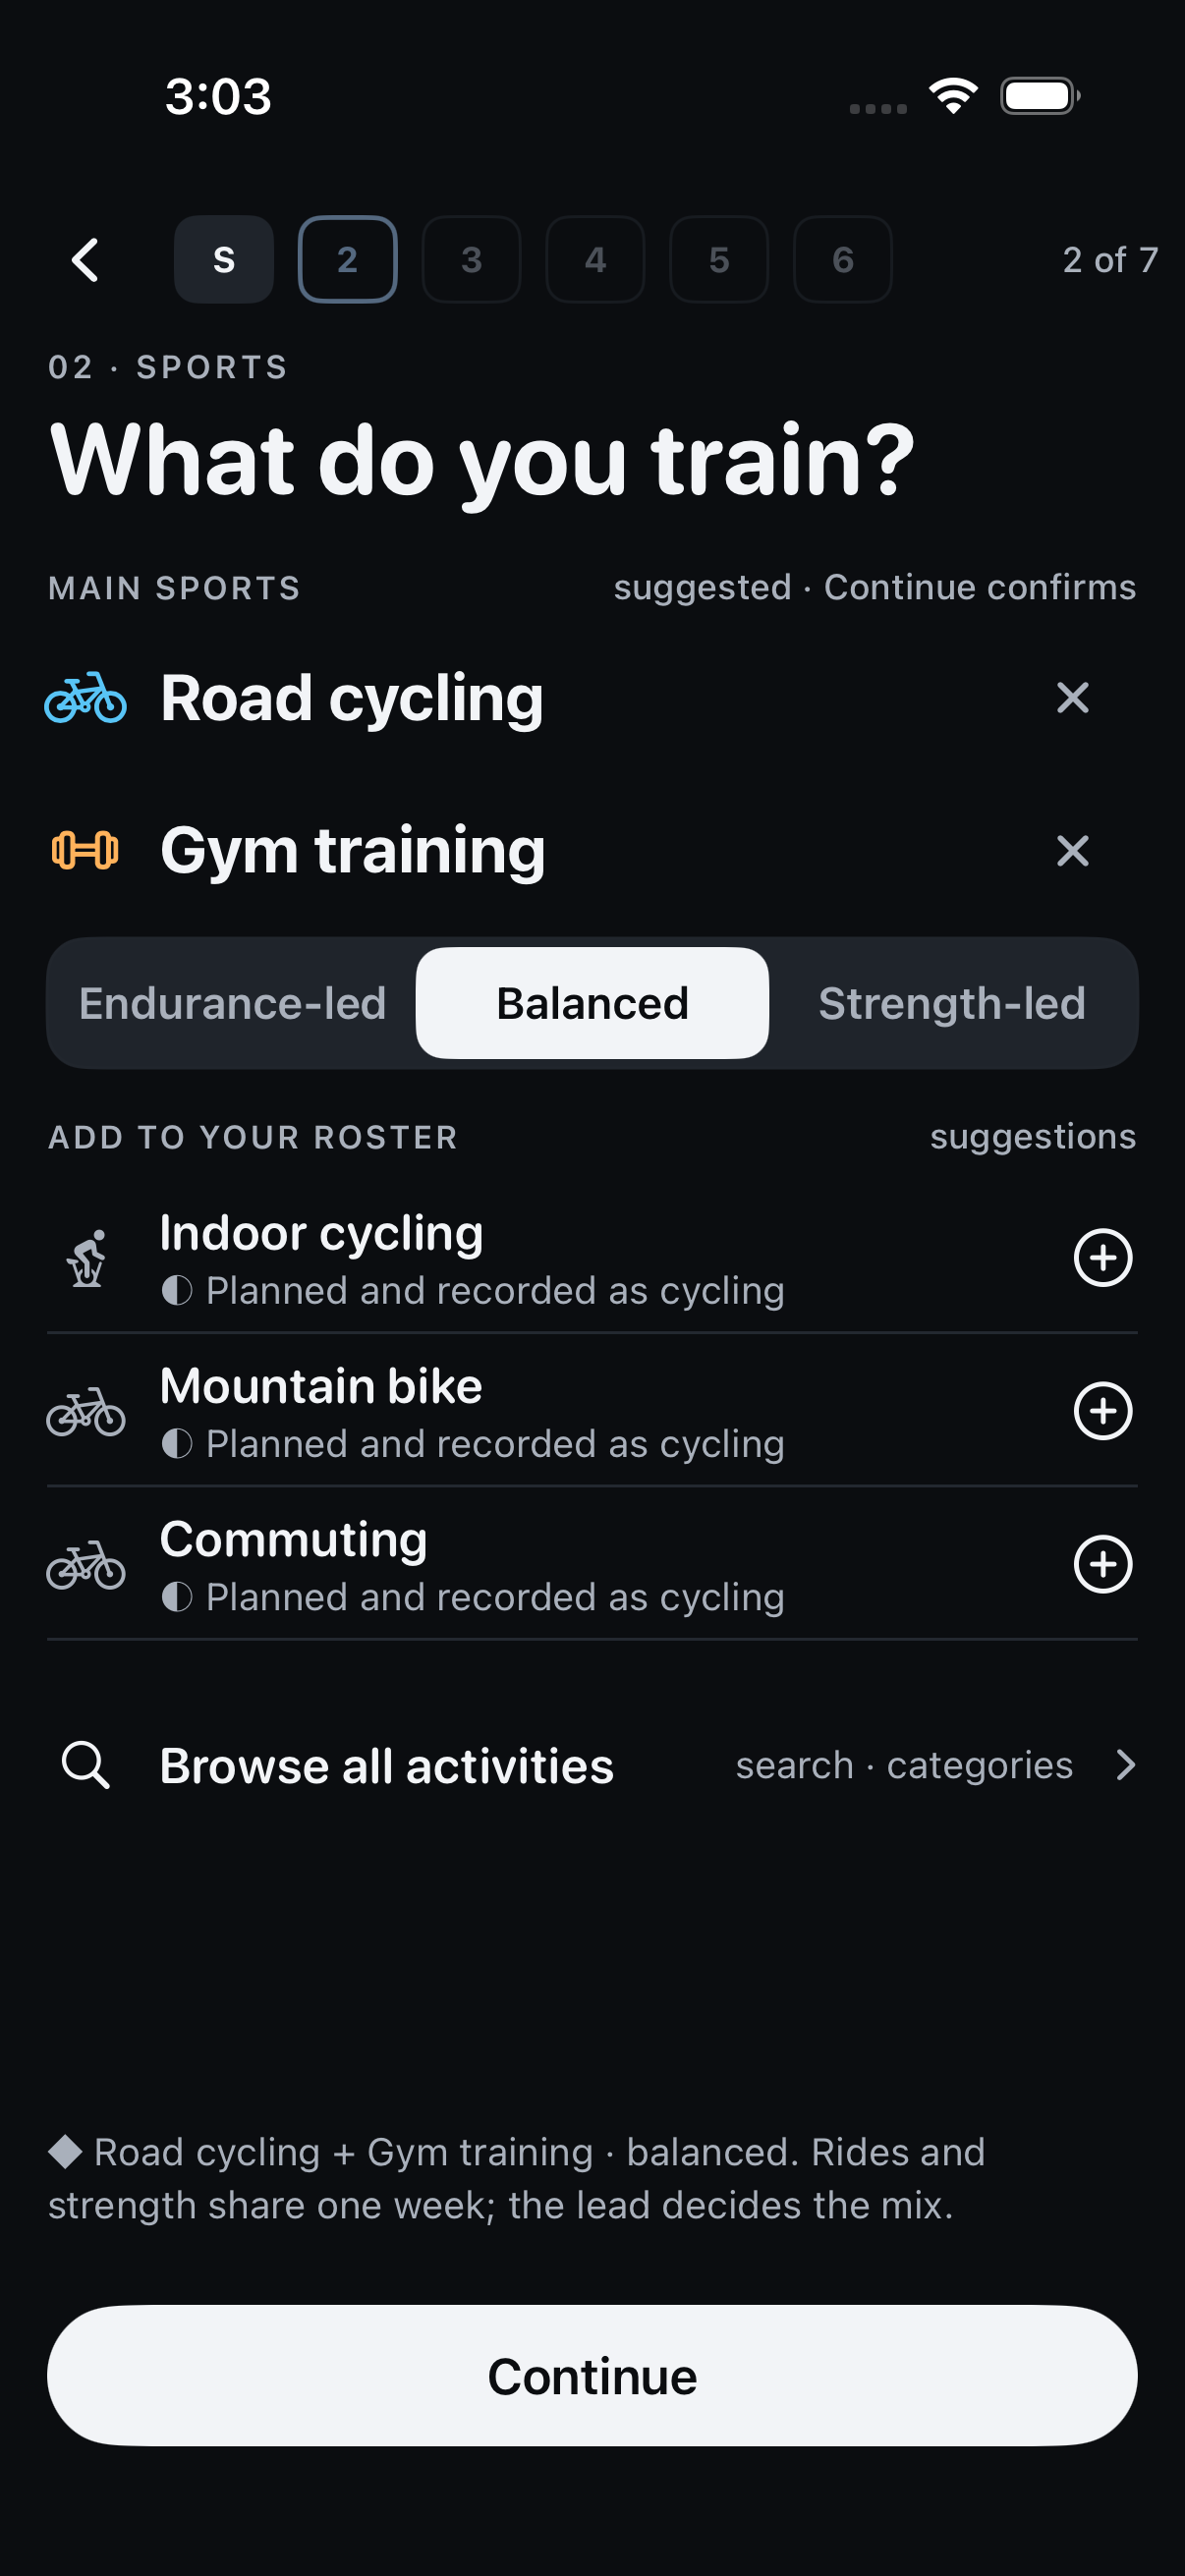 3:03
S 2 3 4 5 6 2 of 7
02 · SPORTS
What do you train?
MAIN SPORTS suggested · Continue confirms
Road cycling
Gym training
Endurance-led Balanced Strength-led
ADD TO YOUR ROSTER suggestions
Indoor cycling
Planned and recorded as cycling
Mountain bike
Planned and recorded as cycling
Commuting
Planned and recorded as cycling
Browse all activities search · categories
Road cycling + Gym training · balanced. Rides and
strength share one week; the lead decides the mix.
Continue